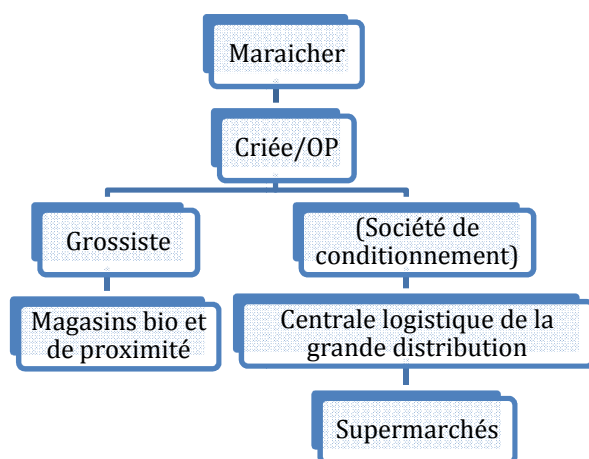 Maraicher
Criée/OP
Grossiste
(Société de
conditionnement)
Magasins bio et
de proximité
Centrale logistique de la
grande distribution
Supermarchés